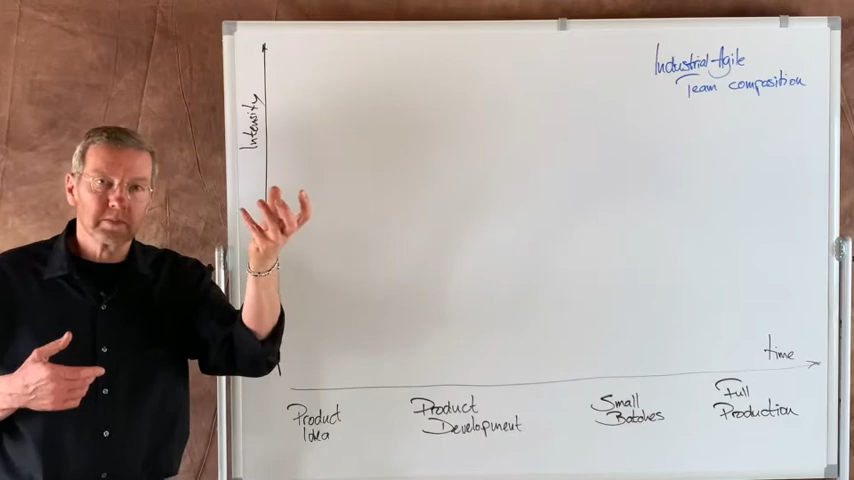 Industrial-Agile
Team composition
Intensity
time
Product
Idea
Product
Development
Small
Batches
Full
Production